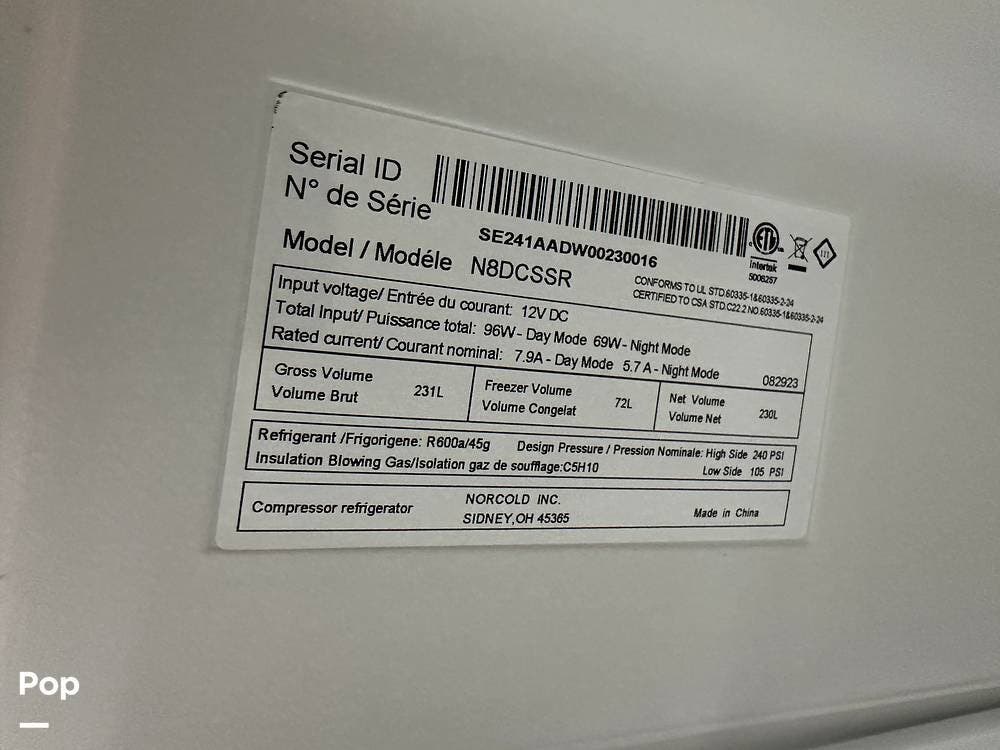 Serial ID
N° de Série
SE241AADW00230016
Model / Modéle N8DCSSR
ETL
Intertek
5006267
CONFORMS TO UL STD.60335-1&60335-2-24
CERTIFIED TO CSA STD.C22.2 NO.60335-1&60335-2-24
Input voltage/ Entrée du courant: 12V DC
Total Input/ Puissance total: 96W - Day Mode 69W - Night Mode
Rated current/ Courant nominal: 7.9A - Day Mode 5.7 A - Night Mode
082923
Gross Volume
Volume Brut
231L
Freezer Volume
Volume Congelat
72L
Net Volume
Volume Net
230L
Refrigerant /Frigorigene: R600a/45g Design Pressure / Pression Nominale: High Side 240 PSI
Insulation Blowing Gas/Isolation gaz de soufflage:C5H10 Low Side 105 PSI
Compressor refrigerator
NORCOLD INC.
SIDNEY,OH 45365
Made in China
Pop